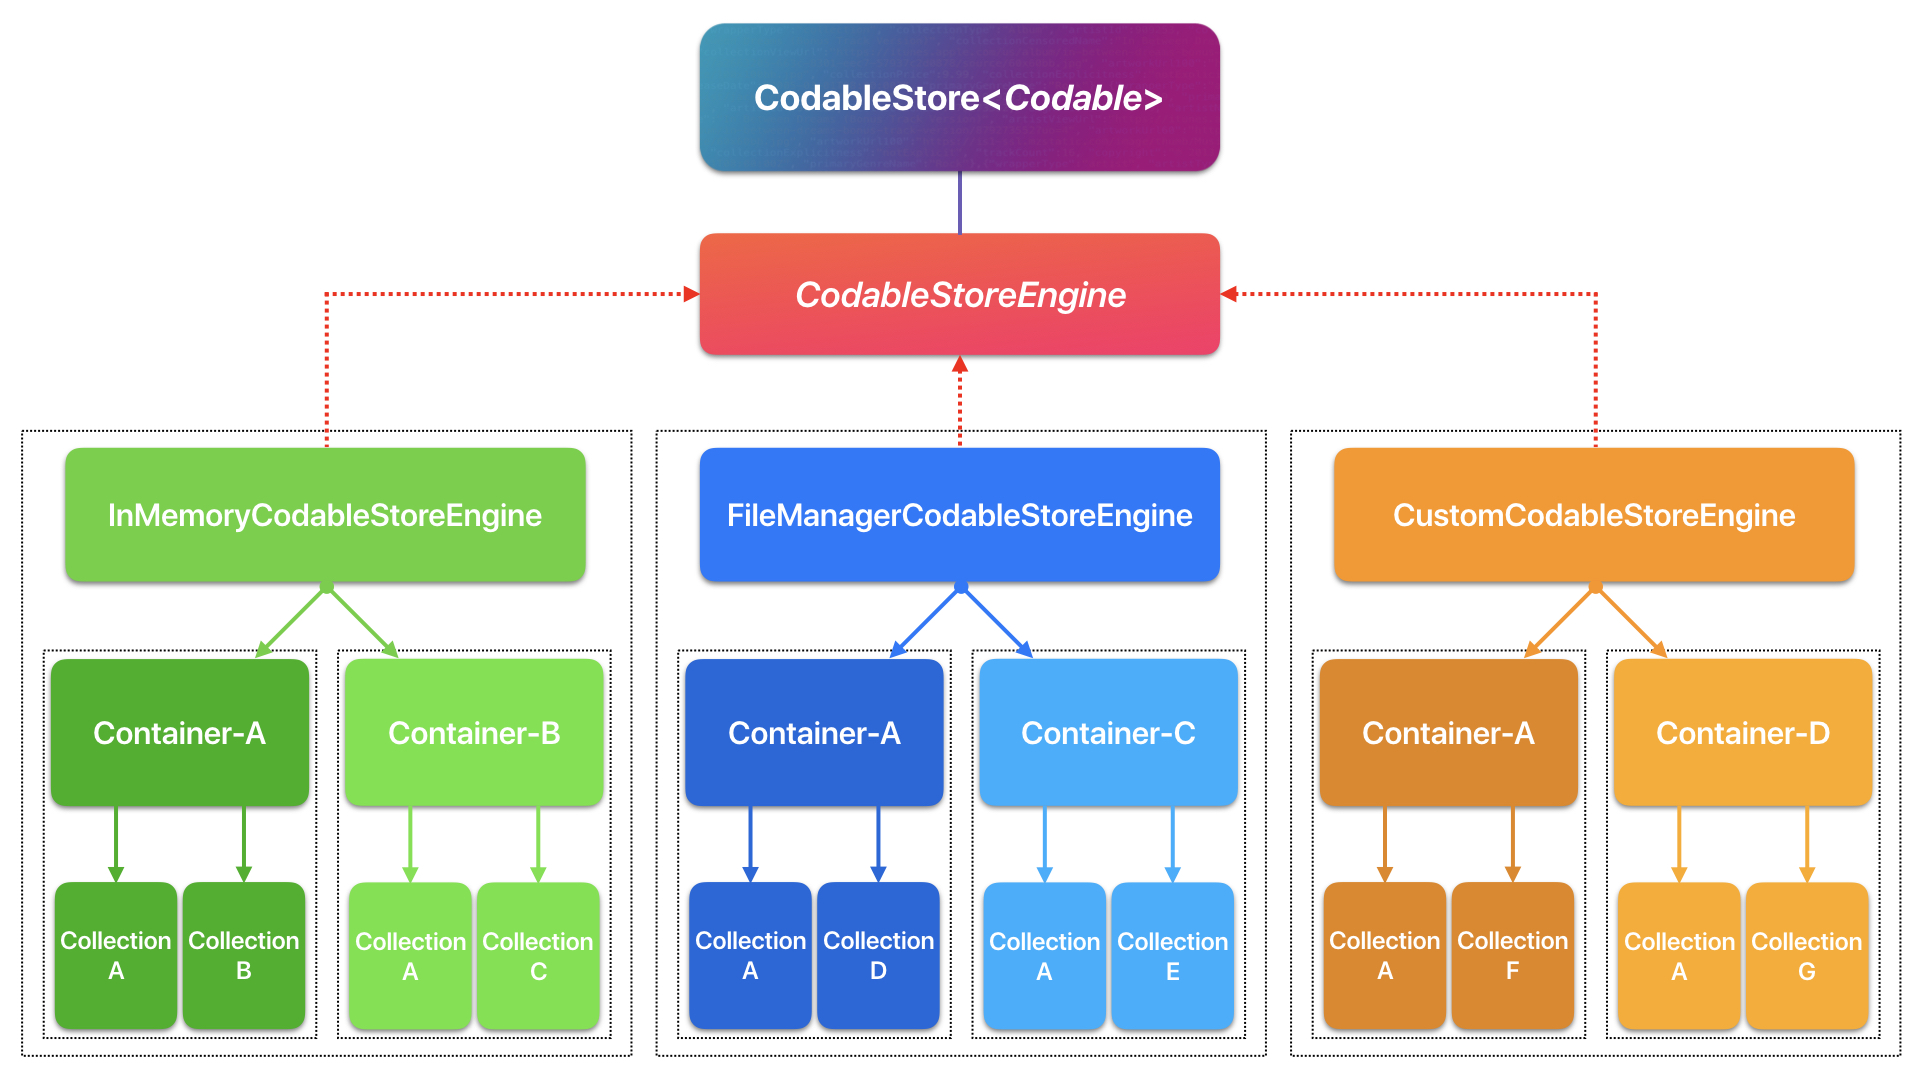 CodableStore<Codable>
CodableStoreEngine
InMemoryCodableStoreEngine
FileManagerCodableStoreEngine
CustomCodableStoreEngine
Container-A
Container-B
Container-A
Container-C
Container-A
Container-D
Collection
A
Collection
B
Collection
A
Collection
C
Collection
A
Collection
D
Collection
A
Collection
E
Collection
A
Collection
F
Collection
A
Collection
G